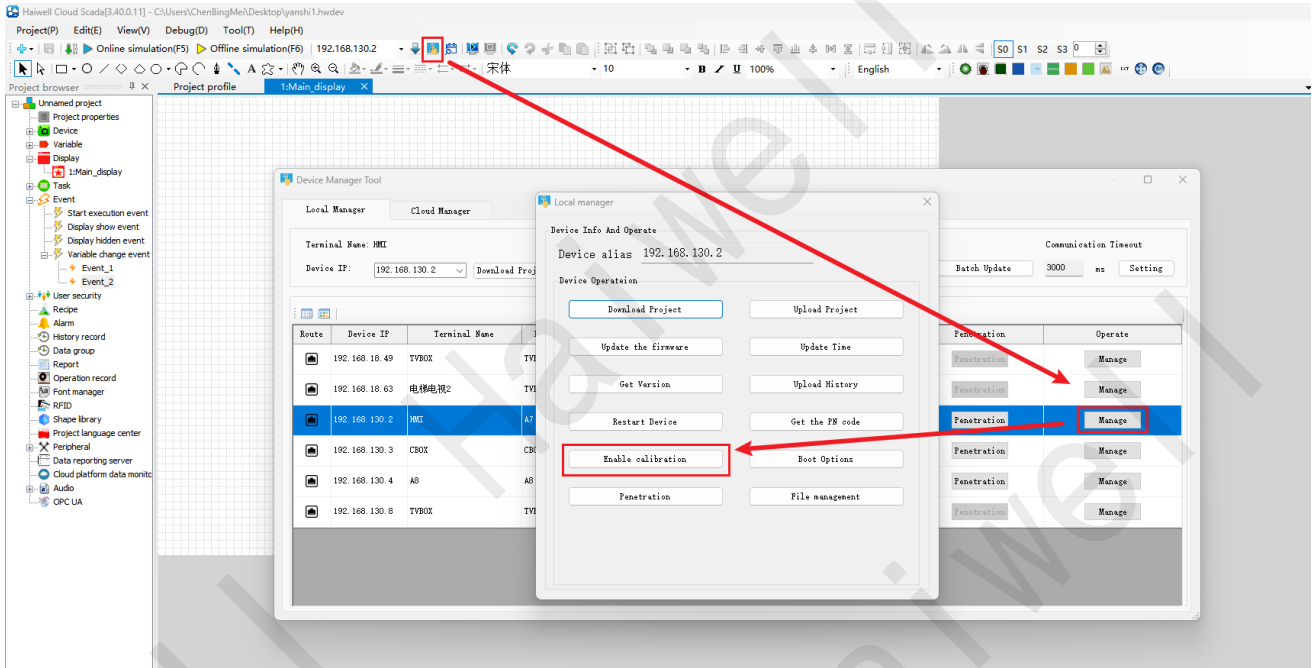 Haiwell Cloud Scada[3.40.0.11] - C:\Users\ChenBingMei\Desktop\yanshi1.hwdev
Project(P) Edit(E) View(V) Debug(D) Tool(T) Help(H)
Online simulation(F5) Offline simulation(F6) 192.168.130.2 S0 S1 S2 S3 0
A 宋体 10 B Z U 100% English
Project browser Project profile 1:Main_display
Unnamed project
Project properties
Device
Variable
Display
1:Main_display
Task
Event
Start execution event
Display show event
Display hidden event
Variable change event
Event_1
Event_2
User security
Recipe
Alarm
History record
Data group
Report
Operation record
Font manager
RFID
Shape library
Project language center
Peripheral
Data reporting server
Cloud platform data monitc
Audio
OPC UA
Device Manager Tool
Local Manager Cloud Manager
Terminal Name: HMI
Device IP: 192.168.130.2 Download Proj
Batch Update
Communication Timeout
3000 ms Setting
Route Device IP Terminal Name Penetration Operate
192.168.18.49 TVBOX Penetration Manage
192.168.18.63 电梯电视2 Penetration Manage
192.168.130.2 HMI A7 Penetration Manage
192.168.130.3 CBOX Penetration Manage
192.168.130.4 A8 A8 Penetration Manage
192.168.130.8 TVBOX Penetration Manage
Local manager
Device Info And Operate
Device alias 192.168.130.2
Device Operateion
Download Project Upload Project
Update the firmware Update Time
Get Version Upload History
Restart Device Get the PN code
Enable calibration Boot Options
Penetration File management
Haiwell